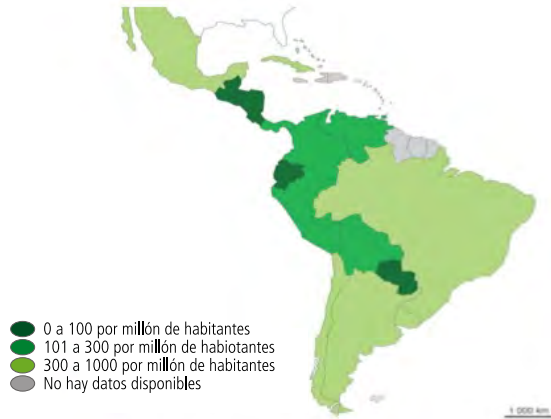 0 a 100 por millón de habitantes
101 a 300 por millón de habiotantes
300 a 1000 por millón de habitantes
No hay datos disponibles
1 000 km